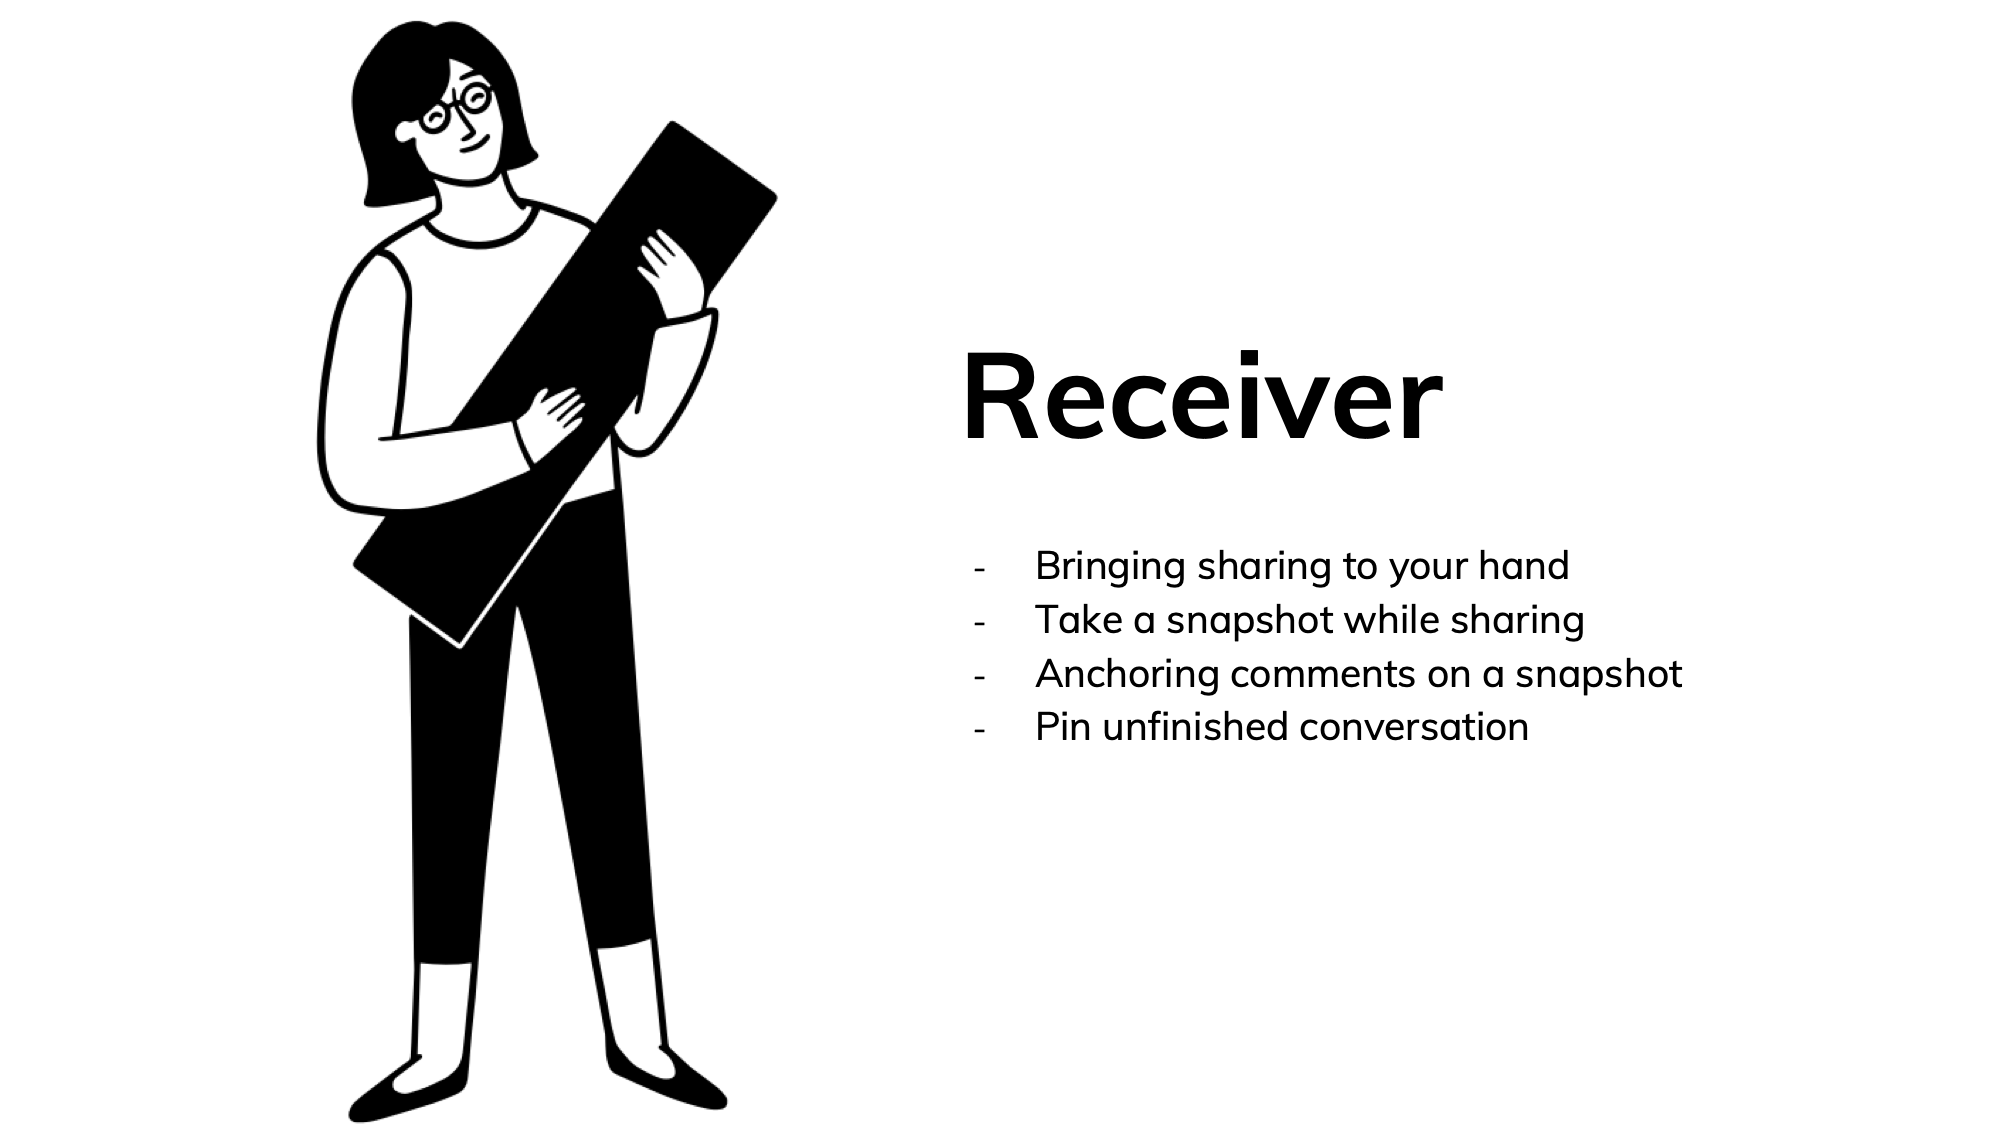 Receiver
- Bringing sharing to your hand
- Take a snapshot while sharing
- Anchoring comments on a snapshot
- Pin unfinished conversation